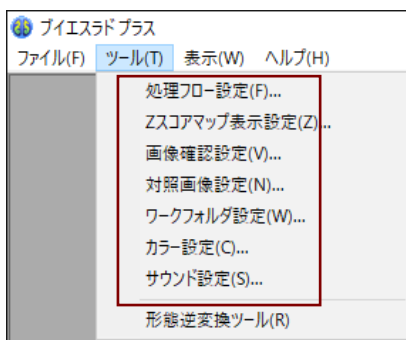 ブイエスラド プラス
ファイル(F) ツール(T) 表示(W) ヘルプ(H)
処理フロー設定(F)...
Zスコアマップ表示設定(Z)...
画像確認設定(V)...
対照画像設定(N)...
ワークフォルダ設定(W)...
カラー設定(C)...
サウンド設定(S)...
形態逆変換ツール(R)